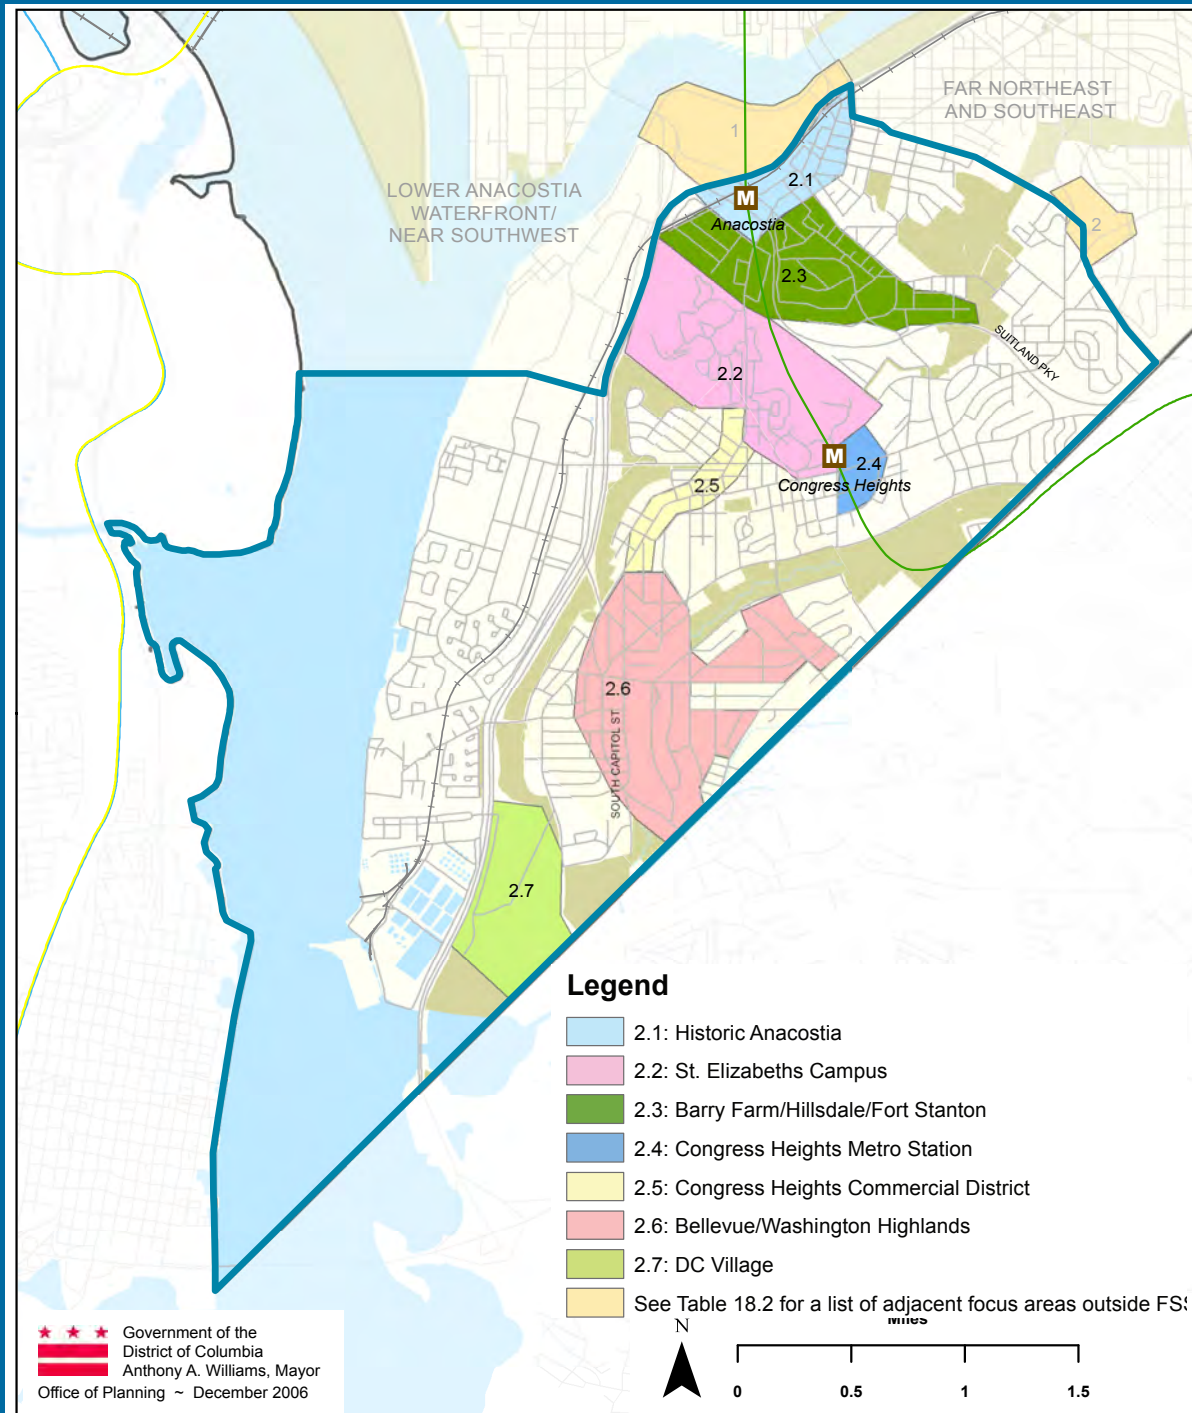 FAR NORTHEAST
AND SOUTHEAST
1
2.1
LOWER ANACOSTIA
WATERFRONT/
NEAR SOUTHWEST
M
Anacostia
2
2.3
SUITLAND PKY
2.2
M
2.4
Congress Heights
2.5
2.6
SOUTH CAPITOL ST
2.7
Legend
2.1: Historic Anacostia
2.2: St. Elizabeths Campus
2.3: Barry Farm/Hillsdale/Fort Stanton
2.4: Congress Heights Metro Station
2.5: Congress Heights Commercial District
2.6: Bellevue/Washington Highlands
2.7: DC Village
See Table 18.2 for a list of adjacent focus areas outside FSS
Miles
N
0 0.5 1 1.5
Government of the
District of Columbia
Anthony A. Williams, Mayor
Office of Planning ~ December 2006